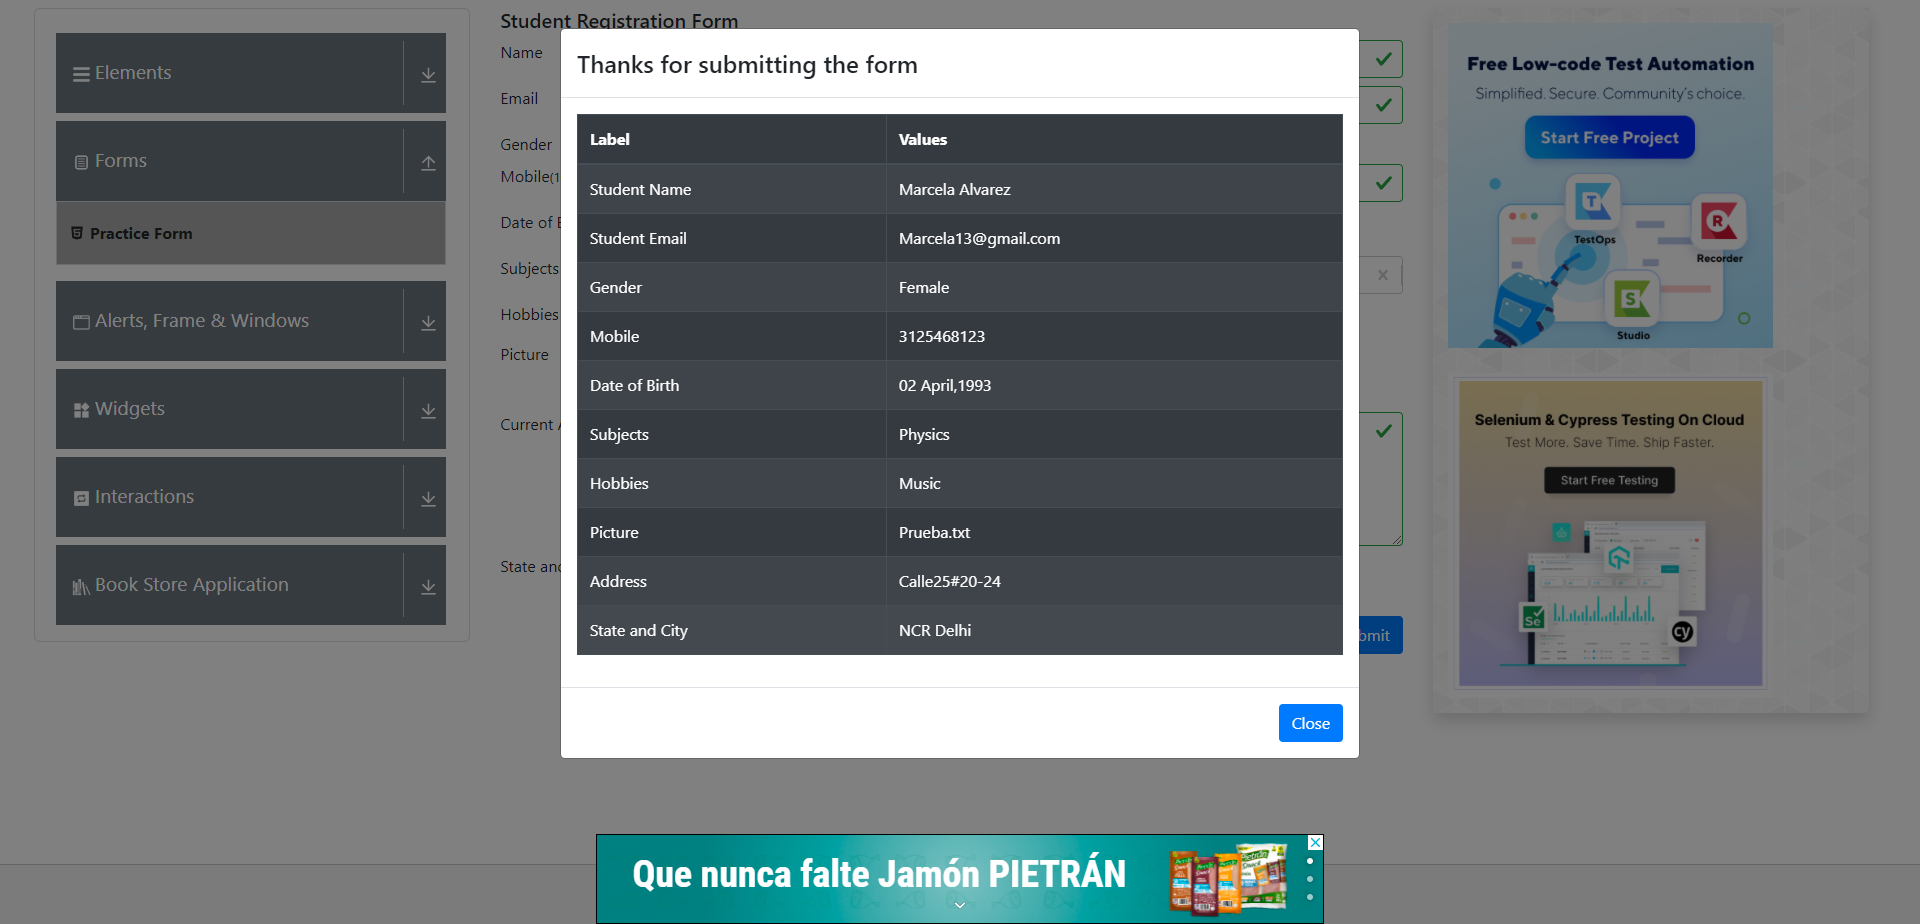 Elements
Forms
Practice Form
Alerts, Frame & Windows
Widgets
Interactions
Book Store Application
Student Registration Form
Name
Email
Gender
Mobile(1
Date of B
Subjects
Hobbies
Picture
Current A
State and
bmit
Thanks for submitting the form
Label Values
Student Name Marcela Alvarez
Student Email Marcela13@gmail.com
Gender Female
Mobile 3125468123
Date of Birth 02 April,1993
Subjects Physics
Hobbies Music
Picture Prueba.txt
Address Calle25#20-24
State and City NCR Delhi
Close
Free Low-code Test Automation
Simplified. Secure. Community's choice.
Start Free Project
TestOps
Recorder
Studio
Selenium & Cypress Testing On Cloud
Test More. Save Time. Ship Faster.
Start Free Testing
Se
cy
Que nunca falte Jamón PIETRÁN